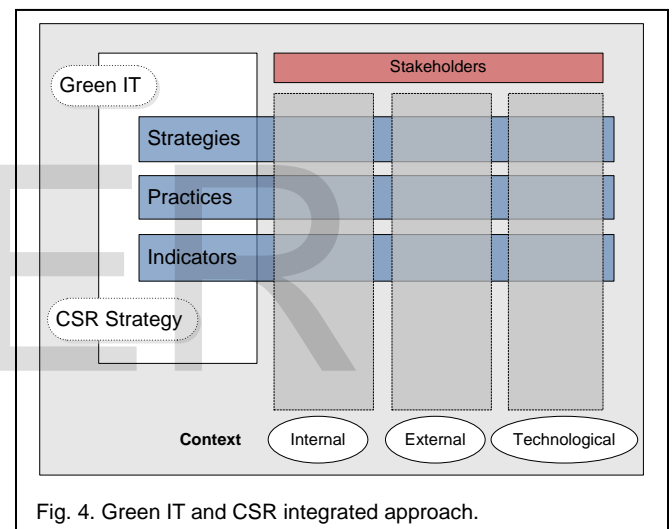 Stakeholders
Green IT
Strategies
Practices
Indicators
CSR Strategy
Context
Internal
External
Technological
Fig. 4. Green IT and CSR integrated approach.
ER